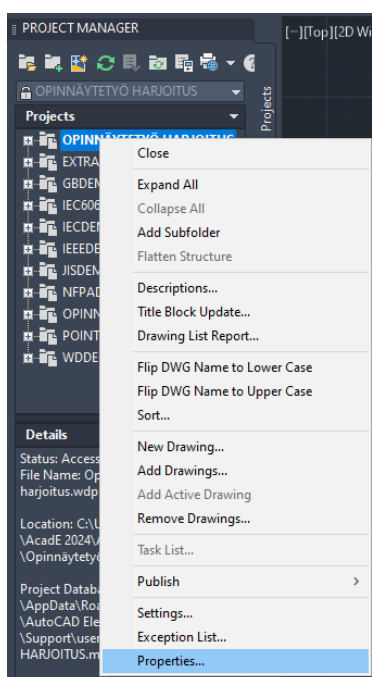 PROJECT MANAGER
[-][Top][2D Wi
OPINNÄYTETYÖ HARJOITUS
Projects
Projects
OPINNÄYTETYÖ HARJOITUS
EXTRA
GBDEM
IEC606
IECDEM
IEEEDE
JISDEM
NFPAD
OPINN
POINT
WDDE
Close
Expand All
Collapse All
Add Subfolder
Flatten Structure
Descriptions...
Title Block Update...
Drawing List Report...
Flip DWG Name to Lower Case
Flip DWG Name to Upper Case
Sort...
New Drawing...
Add Drawings...
Add Active Drawing
Remove Drawings...
Task List...
Publish >
Settings...
Exception List...
Properties...
Details
Status: Access
File Name: Op
harjoitus.wdp
Location: C:\U
\AcadE 2024\A
\Opinnäytetyö
Project Databa
\AppData\Roa
\AutoCAD Ele
\Support\user
HARJOITUS.m